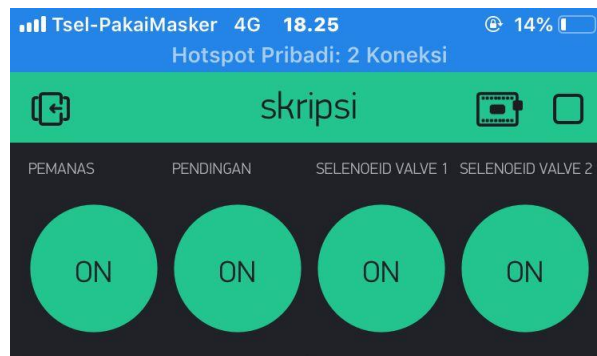 Tsel-PakaiMasker 4G 18.25 14%
Hotspot Pribadi: 2 Koneksi
skripsi
PEMANAS PENDINGAN SELENOEID VALVE 1 SELENOEID VALVE 2
ON ON ON ON